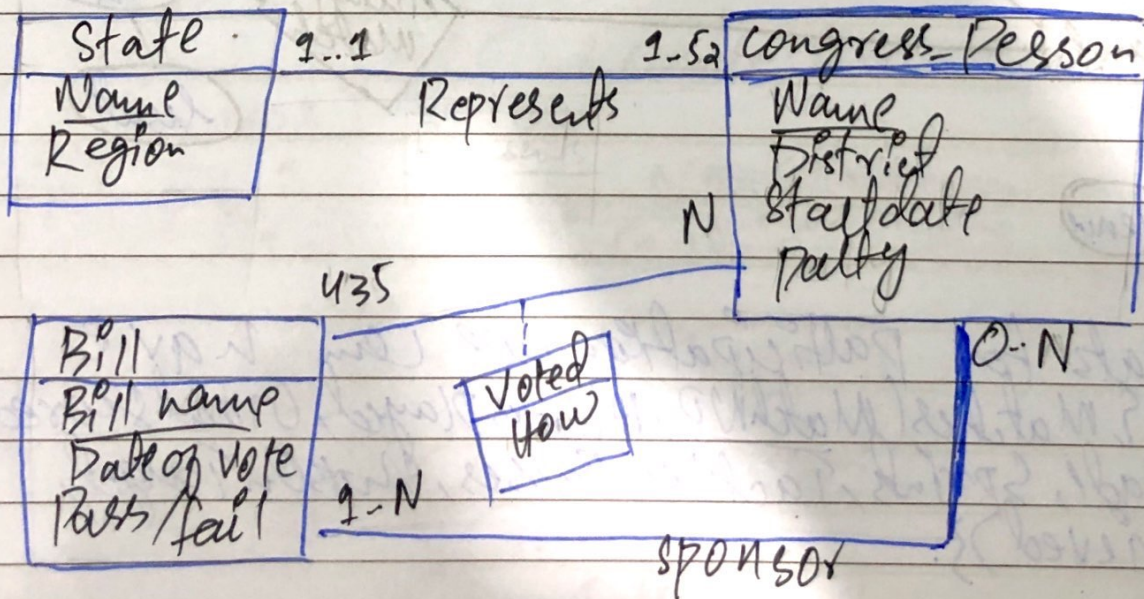 State
1..1
1-52
Congress_Person
Name
Region
Represents
Name
District
Startdate
Party
N
435
Bill
Bill name
Date of vote
Pass/fail
Voted
How
0..N
1-N
sponsor